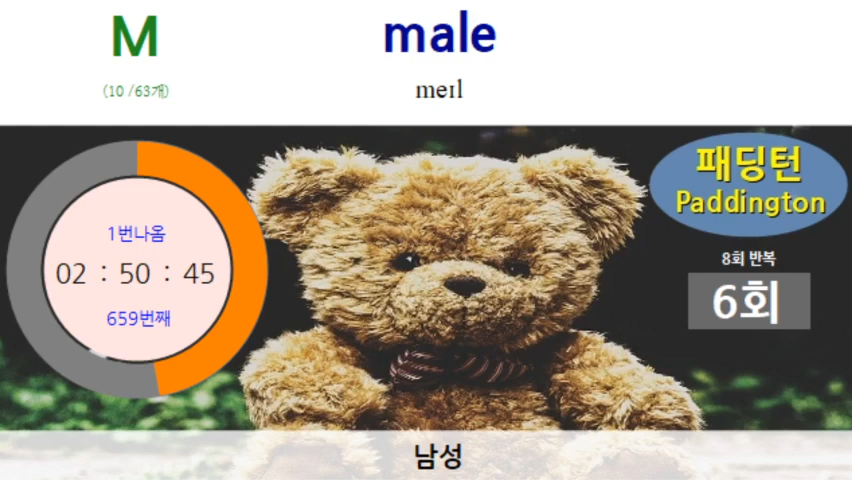 M
(10 /63개)
male
meɪl
1번나옴
02 : 50 : 45
659번째
패딩턴
Paddington
8회 반복
6회
남성